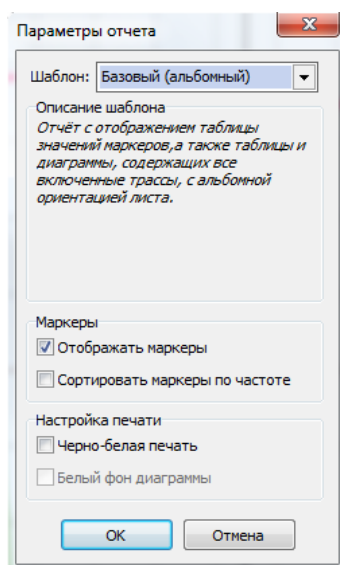 Параметры отчета
Шаблон: Базовый (альбомный)
Описание шаблона
Отчёт с отображением таблицы
значений маркеров,а также таблицы и
диаграммы, содержащих все
включенные трассы, с альбомной
ориентацией листа.
Маркеры
Отображать маркеры
Сортировать маркеры по частоте
Настройка печати
Черно-белая печать
Белый фон диаграммы
ОК
Отмена